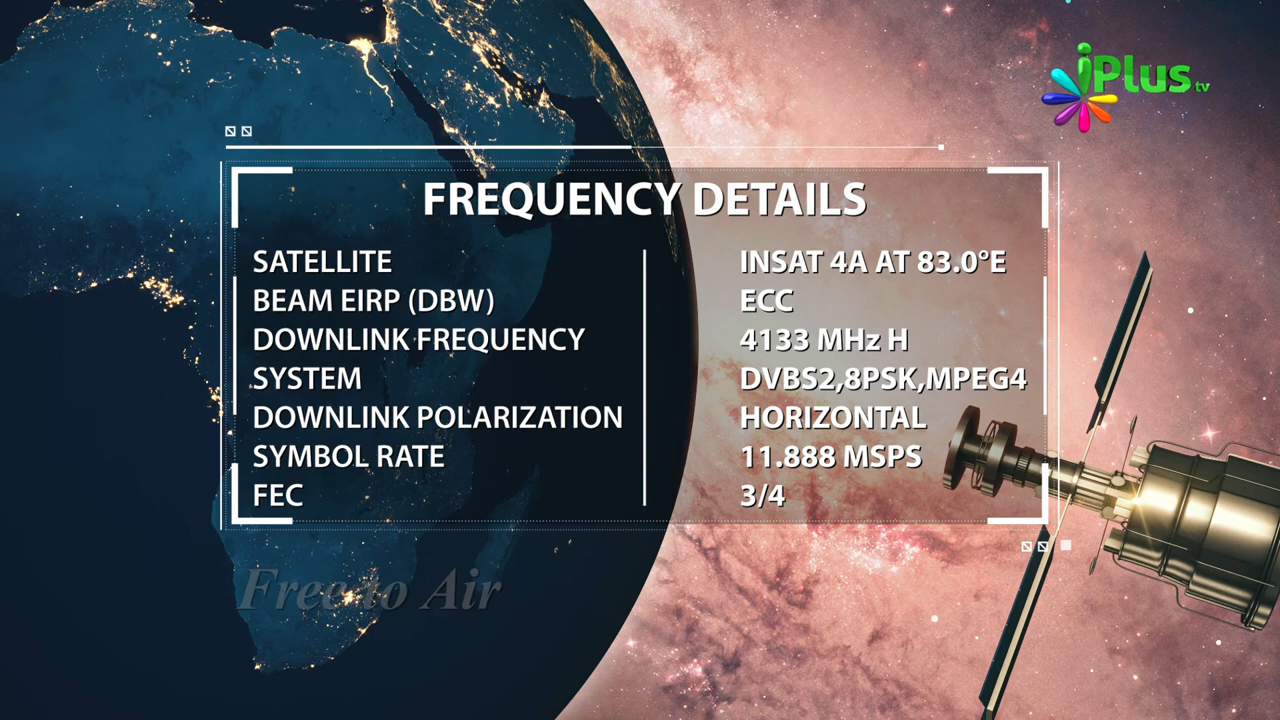 iPlus tv
FREQUENCY DETAILS
SATELLITE INSAT 4A AT 83.0°E
BEAM EIRP (DBW) ECC
DOWNLINK FREQUENCY 4133 MHz H
SYSTEM DVBS2,8PSK,MPEG4
DOWNLINK POLARIZATION HORIZONTAL
SYMBOL RATE 11.888 MSPS
FEC 3/4
Free to Air